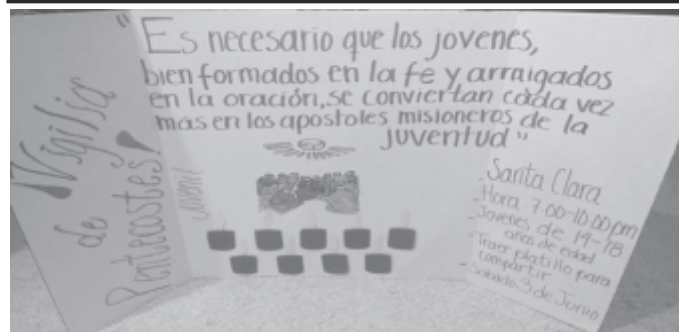 ¡Vigilia
de
Pentecostes!
Juvenil
"Es necesario que los jovenes,
bien formados en la fe y arraigados
en la oración, se conviertan cada vez
más en los apostoles misioneros de la
juventud"
Santa Clara
- Hora 7:00-10:00 pm
- Jovenes de 14-18
años de edad
- Traer platillo para
compartir
- Sabado 3 de Junio